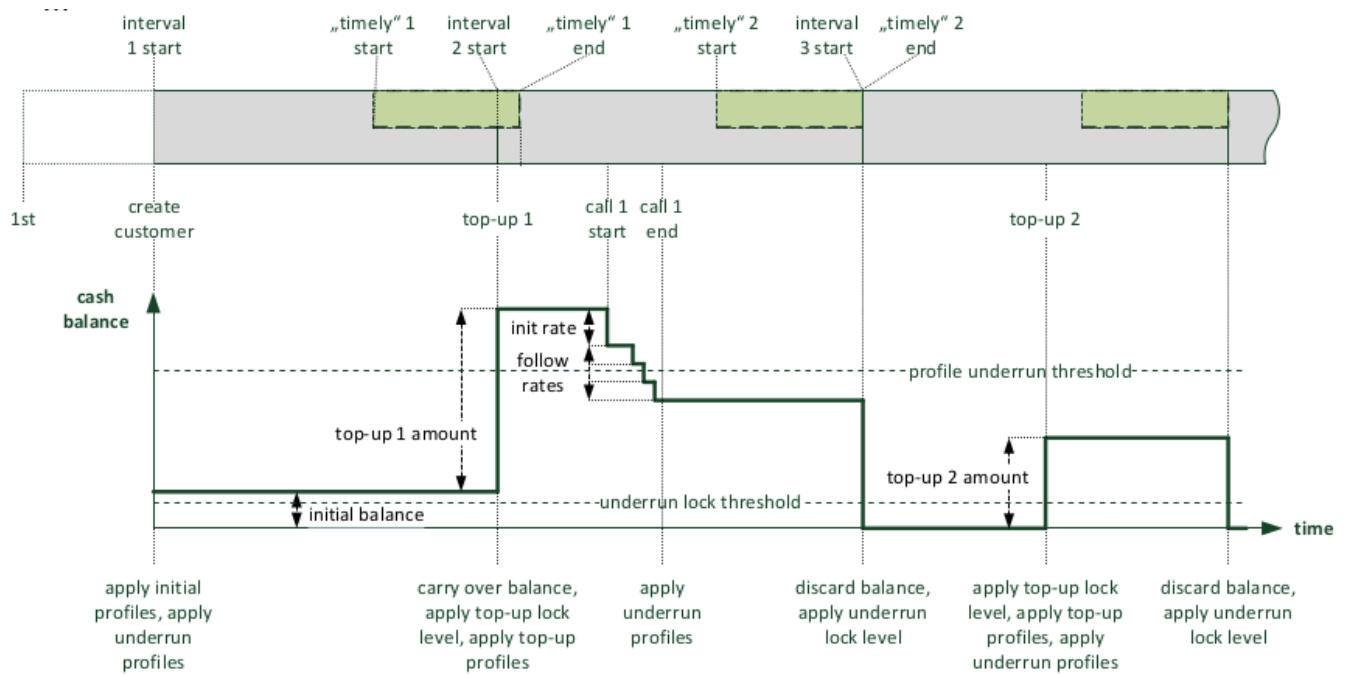 ...
interval
1 start
„timely“ 1
start
interval
2 start
„timely“ 1
end
„timely“ 2
start
interval
3 start
„timely“ 2
end
1st
create
customer
top-up 1
call 1
start
call 1
end
top-up 2
cash
balance
init rate
follow
rates
profile underrun threshold
top-up 1 amount
top-up 2 amount
underrun lock threshold
initial balance
time
apply initial
profiles, apply
underrun
profiles
carry over balance,
apply top-up lock
level, apply top-up
profiles
apply
underrun
profiles
discard balance,
apply underrun
lock level
apply top-up lock
level, apply top-up
profiles, apply
underrun profiles
discard balance,
apply underrun
lock level